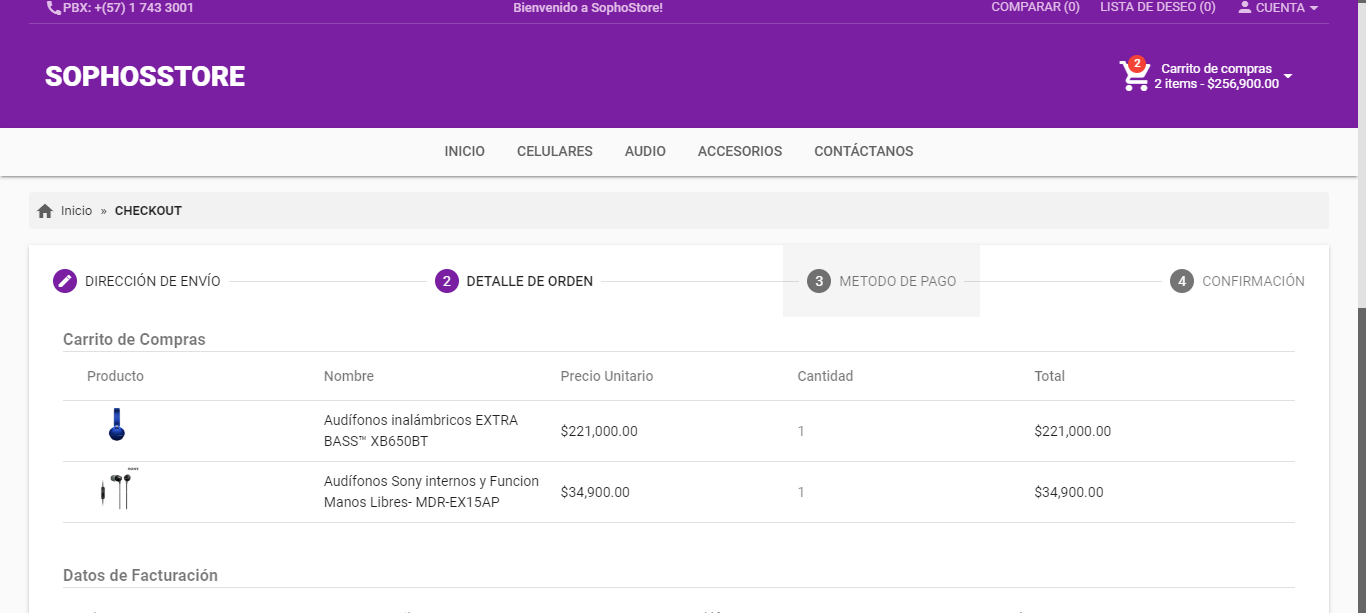 PBX: +(57) 1 743 3001
Bienvenido a SophoStore!
COMPARAR (0)
LISTA DE DESEO (0)
CUENTA
SOPHOSSTORE
2
Carrito de compras
2 items - $256,900.00
INICIO
CELULARES
AUDIO
ACCESORIOS
CONTÁCTANOS
Inicio » CHECKOUT
DIRECCIÓN DE ENVÍO
2 DETALLE DE ORDEN
3 METODO DE PAGO
4 CONFIRMACIÓN
Carrito de Compras
Producto Nombre Precio Unitario Cantidad Total
Audífonos inalámbricos EXTRA
BASS™ XB650BT
$221,000.00 1 $221,000.00
SONY
Audífonos Sony internos y Funcion
Manos Libres- MDR-EX15AP
$34,900.00 1 $34,900.00
Datos de Facturación